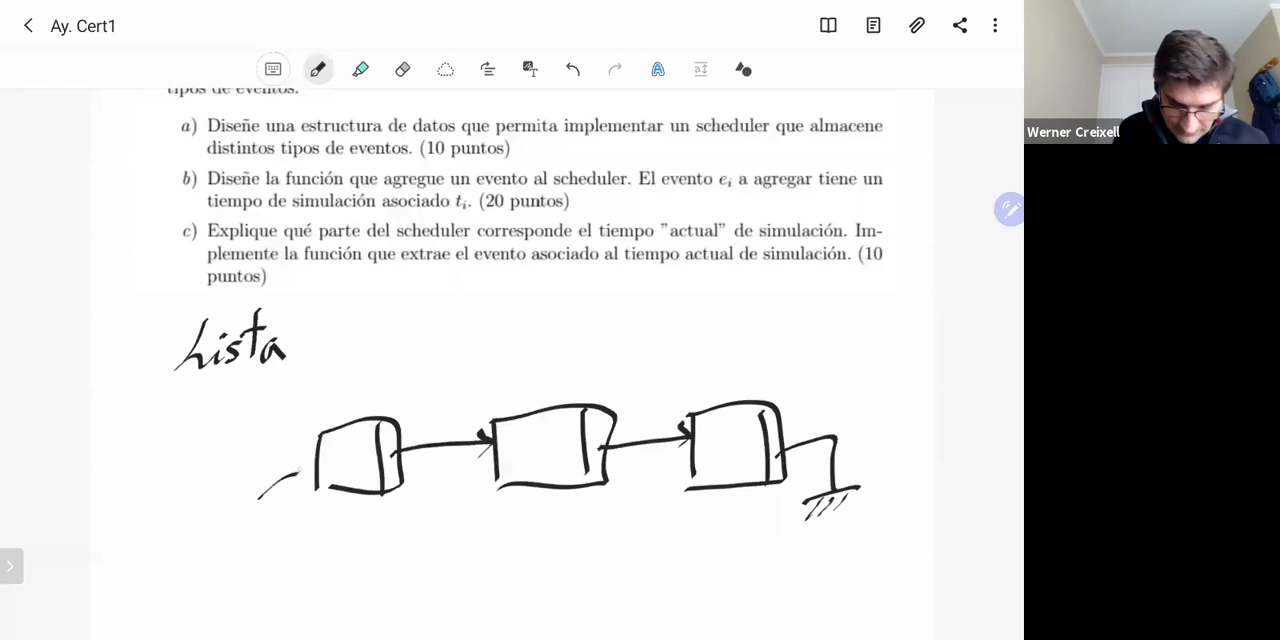 Ay. Cert1
tipos de eventos.
a) Diseñe una estructura de datos que permita implementar un scheduler que almacene
distintos tipos de eventos. (10 puntos)
b) Diseñe la función que agregue un evento al scheduler. El evento eᵢ a agregar tiene un
tiempo de simulación asociado tᵢ. (20 puntos)
c) Explique qué parte del scheduler corresponde el tiempo ”actual” de simulación. Im-
plemente la función que extrae el evento asociado al tiempo actual de simulación. (10
puntos)
Lista
Werner Creixell